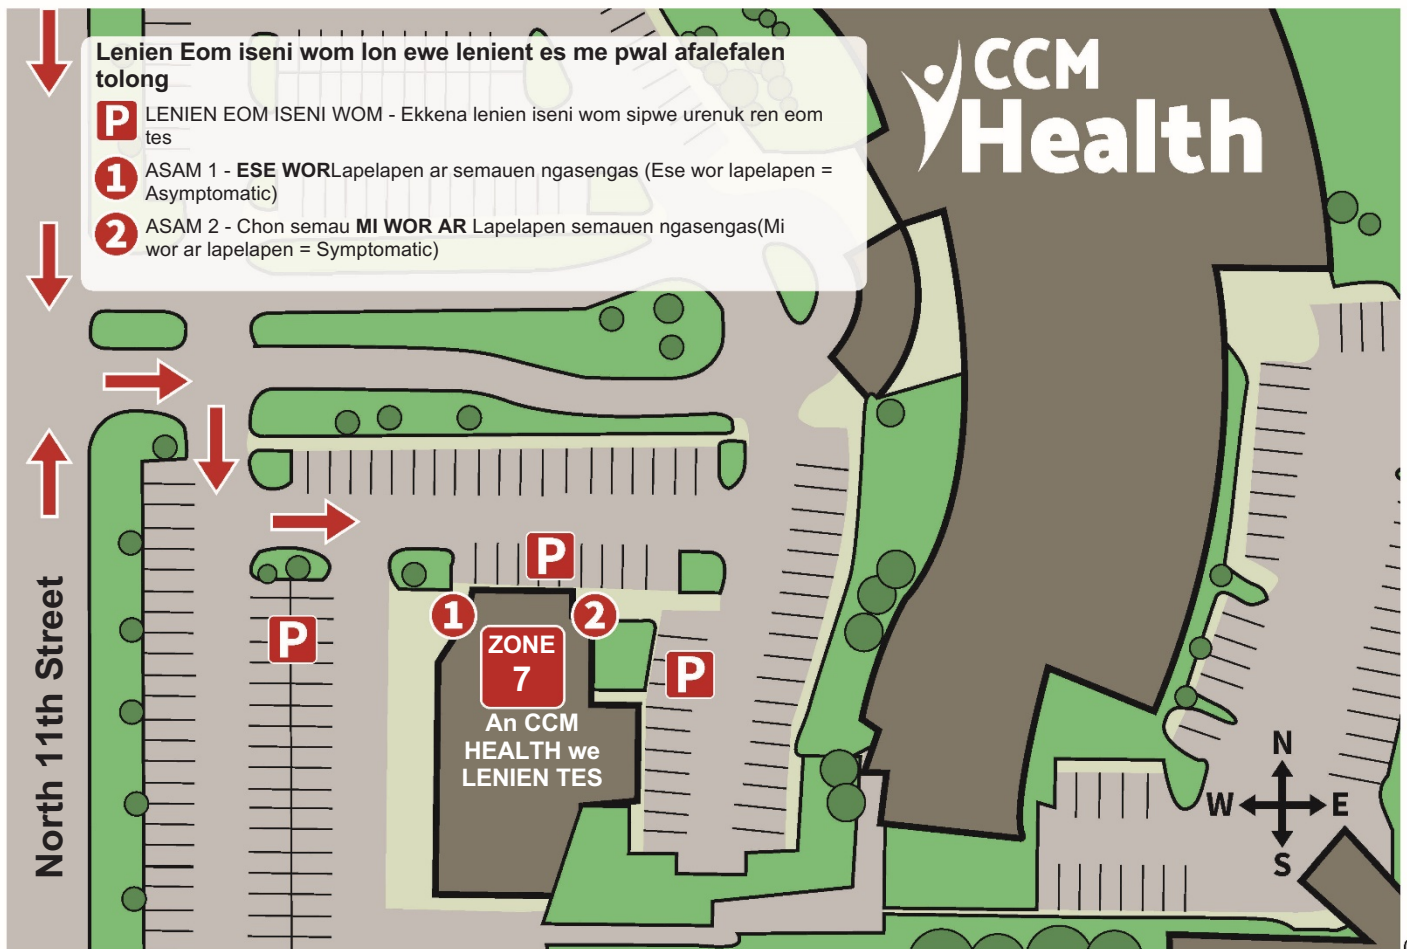 Lenien Eom iseni wom lon ewe lenient es me pwal afalefalen
tolong
P
LENIEN EOM ISENI WOM - Ekkena lenien iseni wom sipwe urenuk ren eom
tes
1
ASAM 1 - ESE WORLapelapen ar semauen ngasengas (Ese wor lapelapen =
Asymptomatic)
2
ASAM 2 - Chon semau MI WOR AR Lapelapen semauen ngasengas(Mi
wor ar lapelapen = Symptomatic)
CCM
Health
North 11th Street
P
P
P
1
2
ZONE
7
An CCM
HEALTH we
LENIEN TES
N
W
E
S